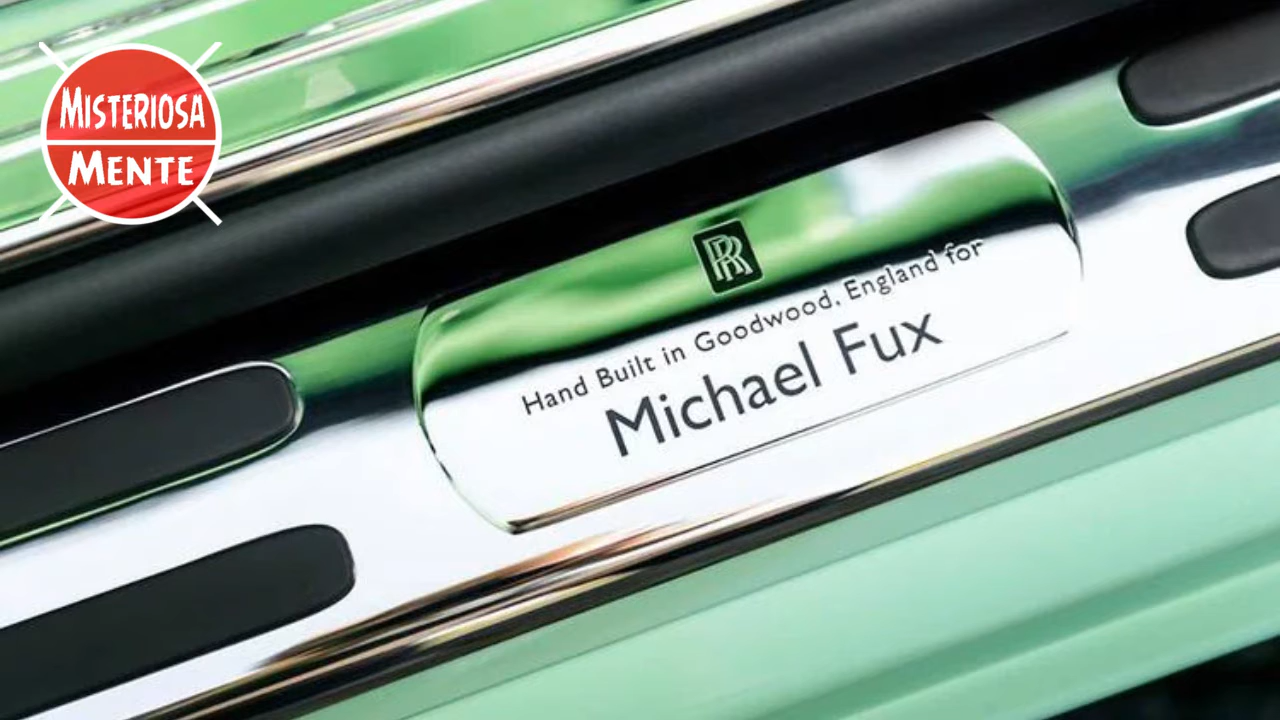 MISTERIOSA
MENTE
RR
Hand Built in Goodwood, England for
Michael Fux